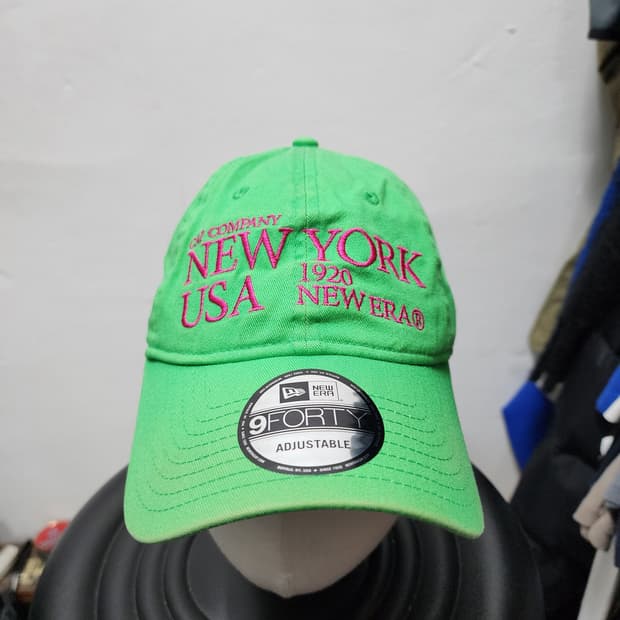 CAP COMPANY
NEW YORK
1920
USA NEW ERA®
NEW ERA
9FORTY
ADJUSTABLE